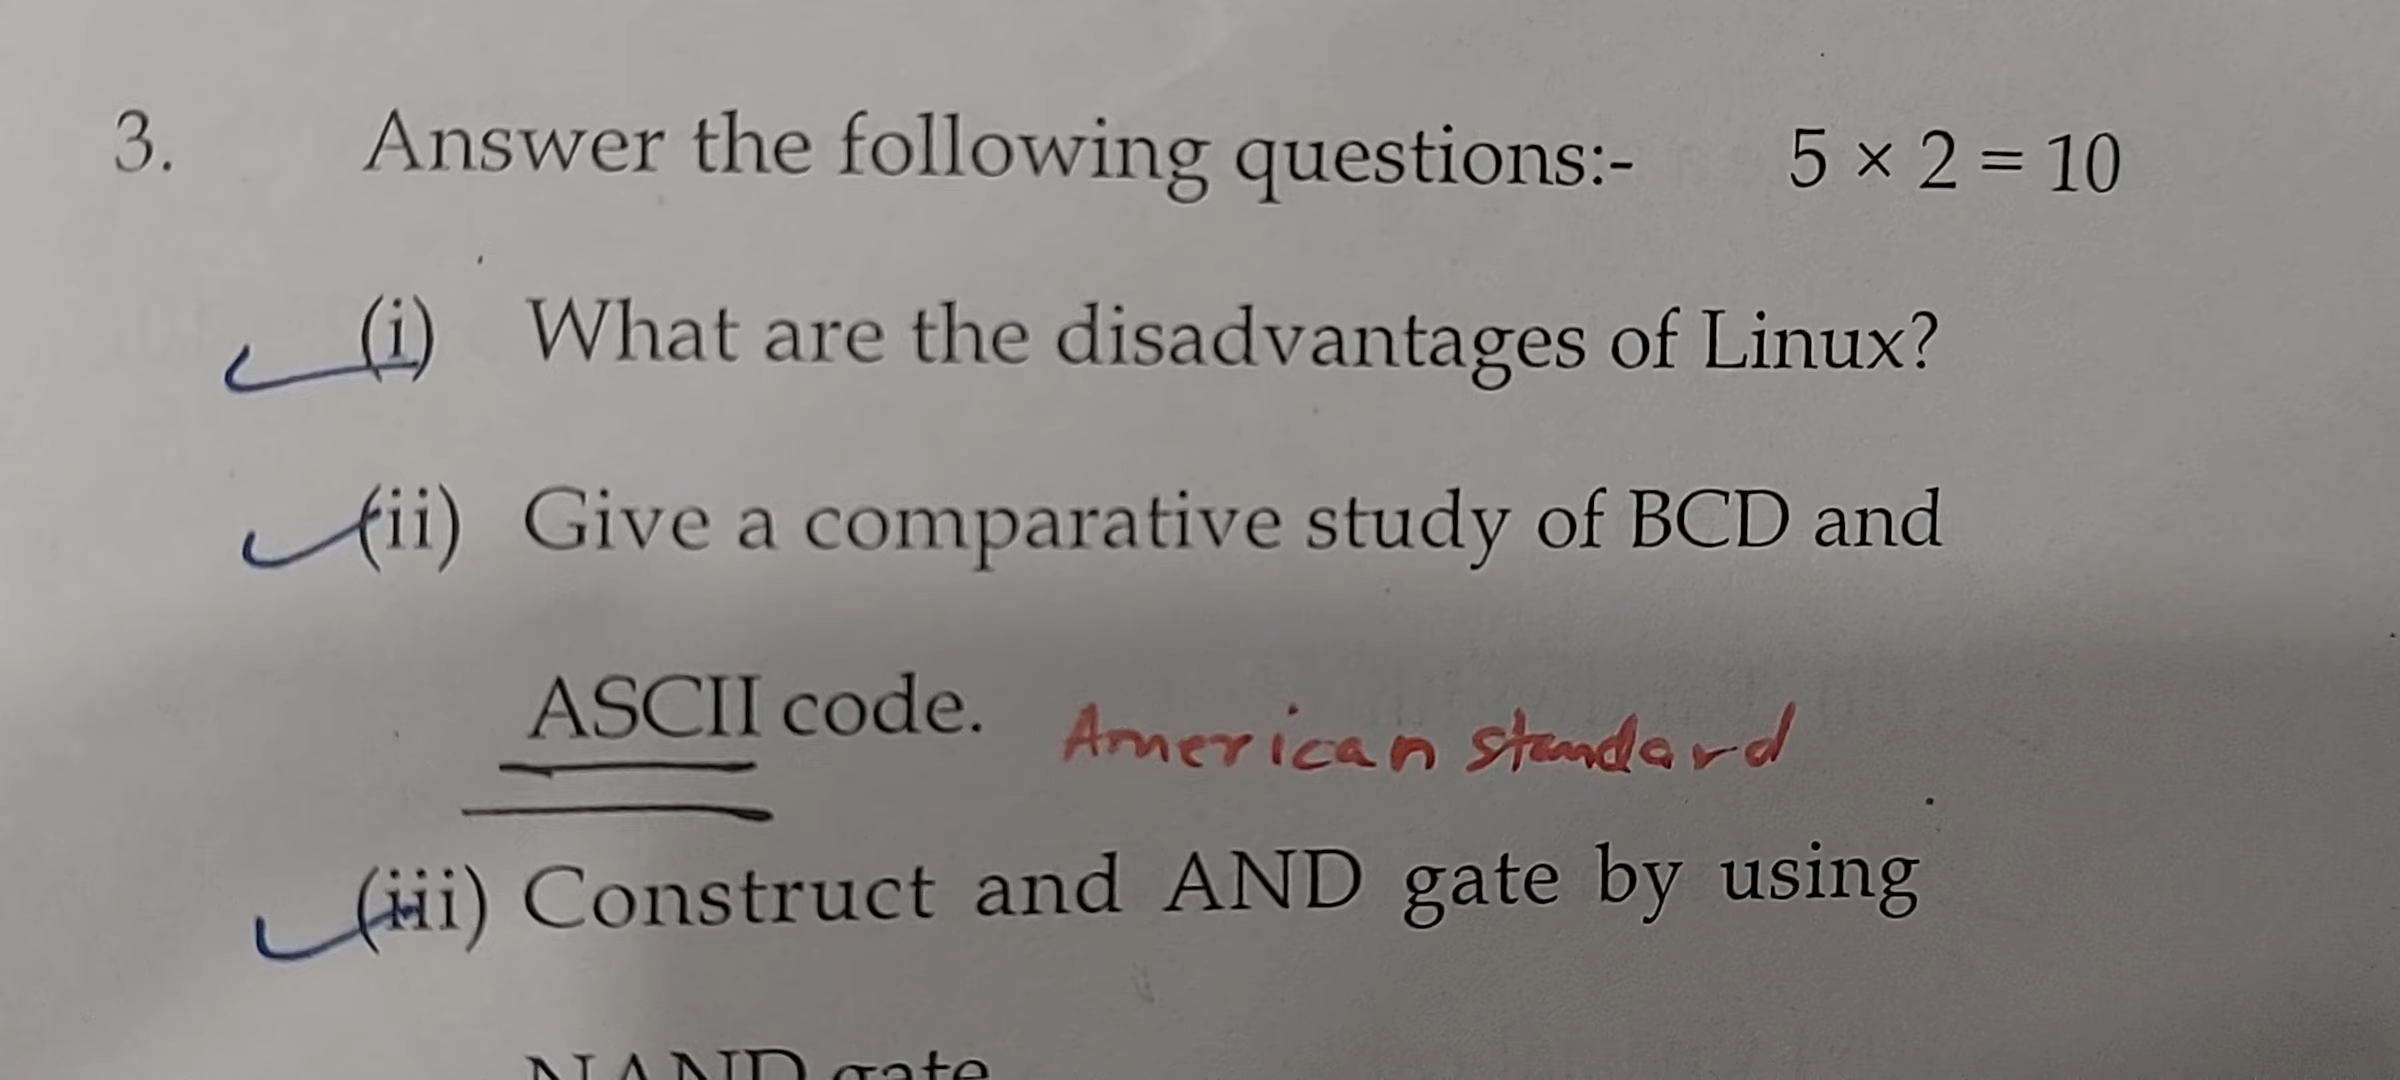 3. Answer the following questions:- 5 × 2 = 10
(i) What are the disadvantages of Linux?
(ii) Give a comparative study of BCD and
ASCII code. American standard
(iii) Construct and AND gate by using
NAND gate